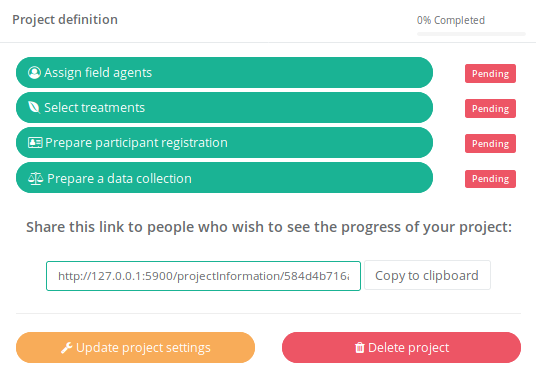 Project definition
0% Completed
Assign field agents
Pending
Select treatments
Pending
Prepare participant registration
Pending
Prepare a data collection
Pending
Share this link to people who wish to see the progress of your project:
http://127.0.0.1:5900/projectInformation/584d4b716a
Copy to clipboard
Update project settings
Delete project